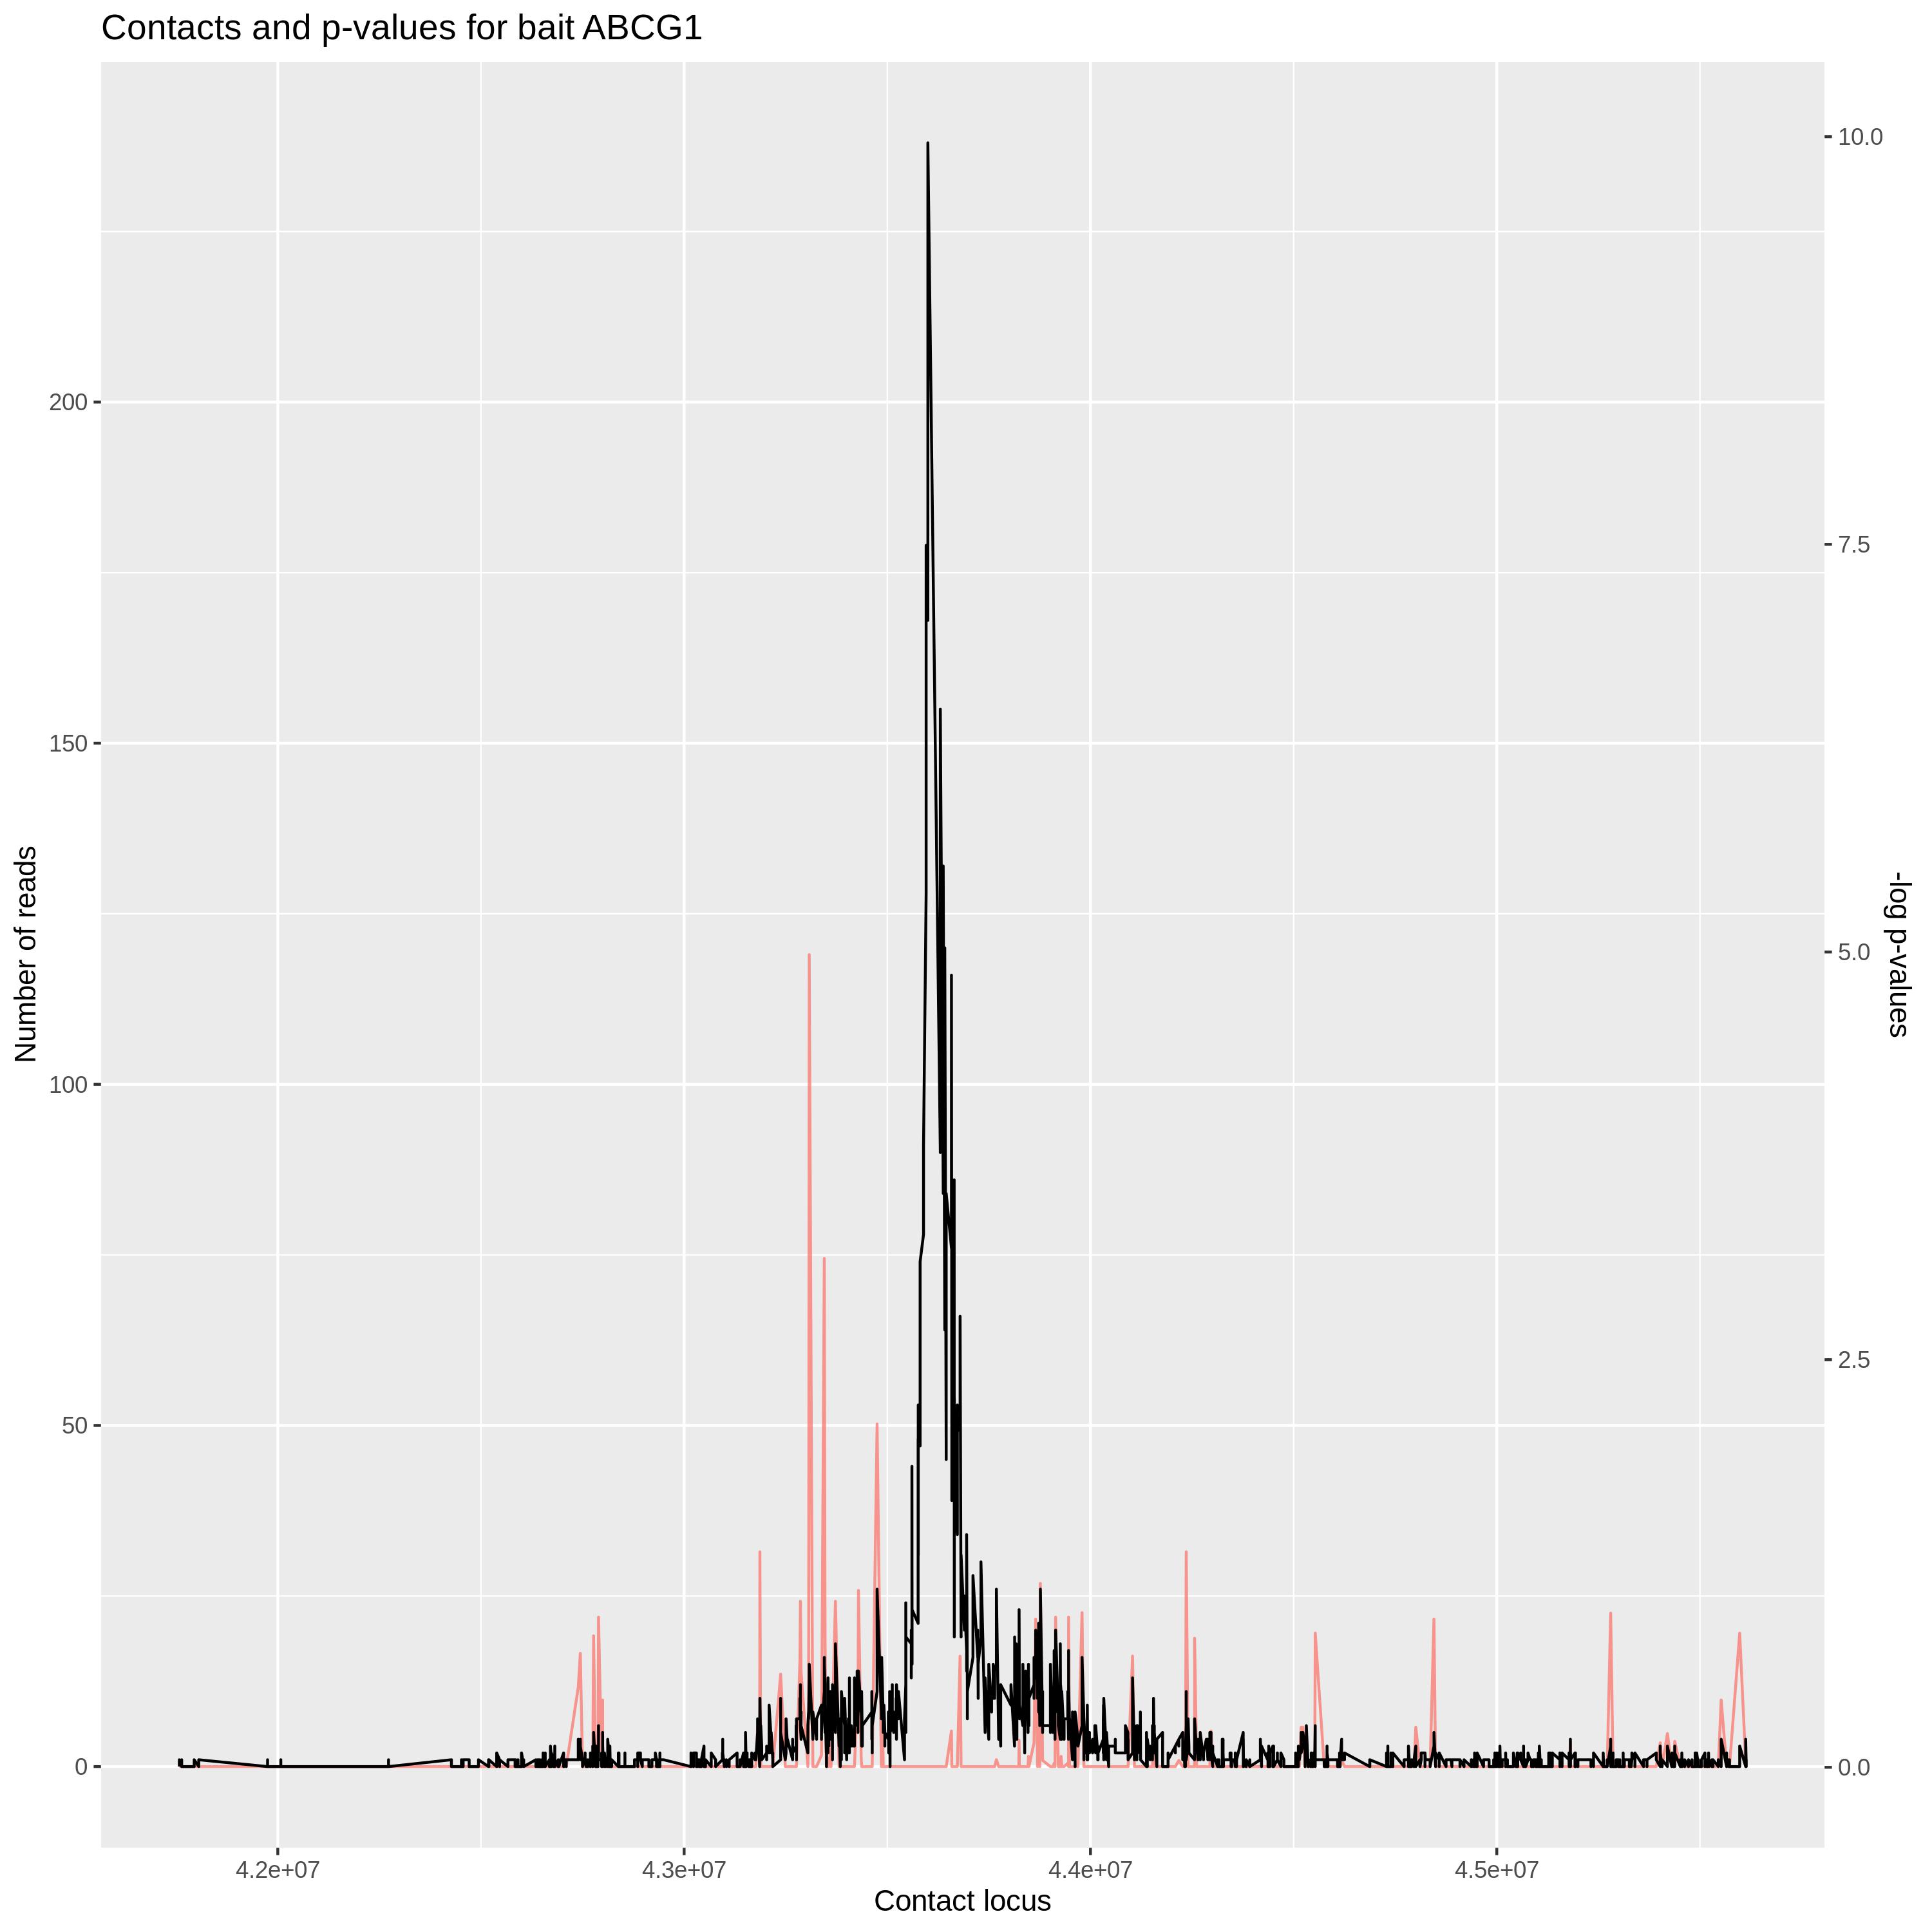 Contacts and p-values for bait ABCG1
10.0
200
7.5
150
Number of reads
-log p-values
5.0
100
2.5
50
0
0.0
4.2e+07 4.3e+07 4.4e+07 4.5e+07
Contact locus